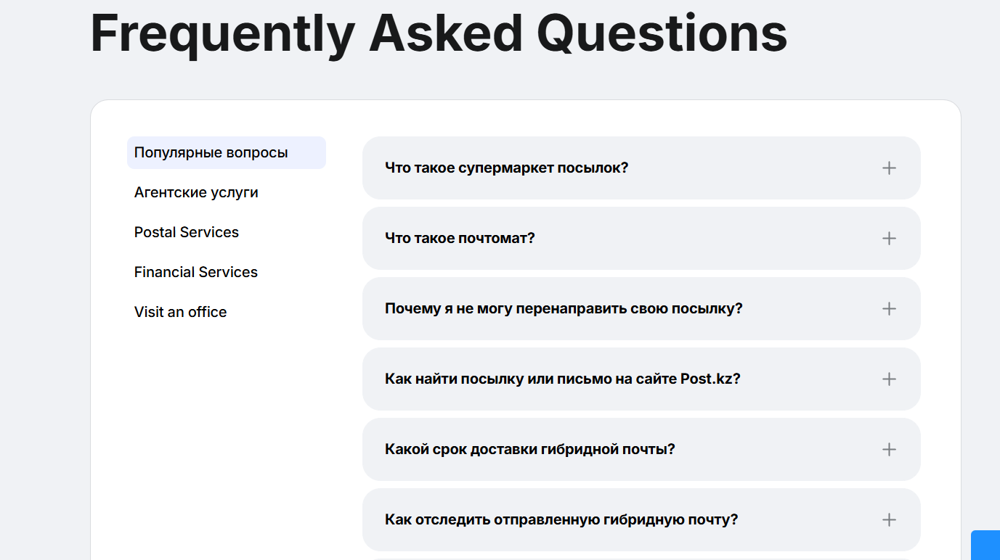 Frequently Asked Questions
Популярные вопросы
Агентские услуги
Postal Services
Financial Services
Visit an office
Что такое супермаркет посылок?
Что такое почтомат?
Почему я не могу перенаправить свою посылку?
Как найти посылку или письмо на сайте Post.kz?
Какой срок доставки гибридной почты?
Как отследить отправленную гибридную почту?